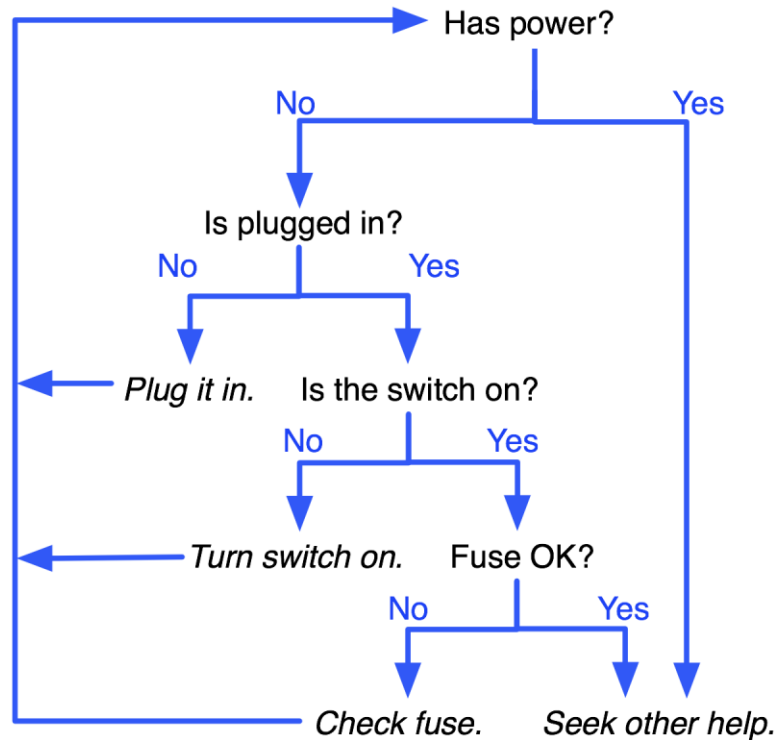 Has power?
No Yes
Is plugged in?
No Yes
Plug it in. Is the switch on?
No Yes
Turn switch on. Fuse OK?
No Yes
Check fuse. Seek other help.